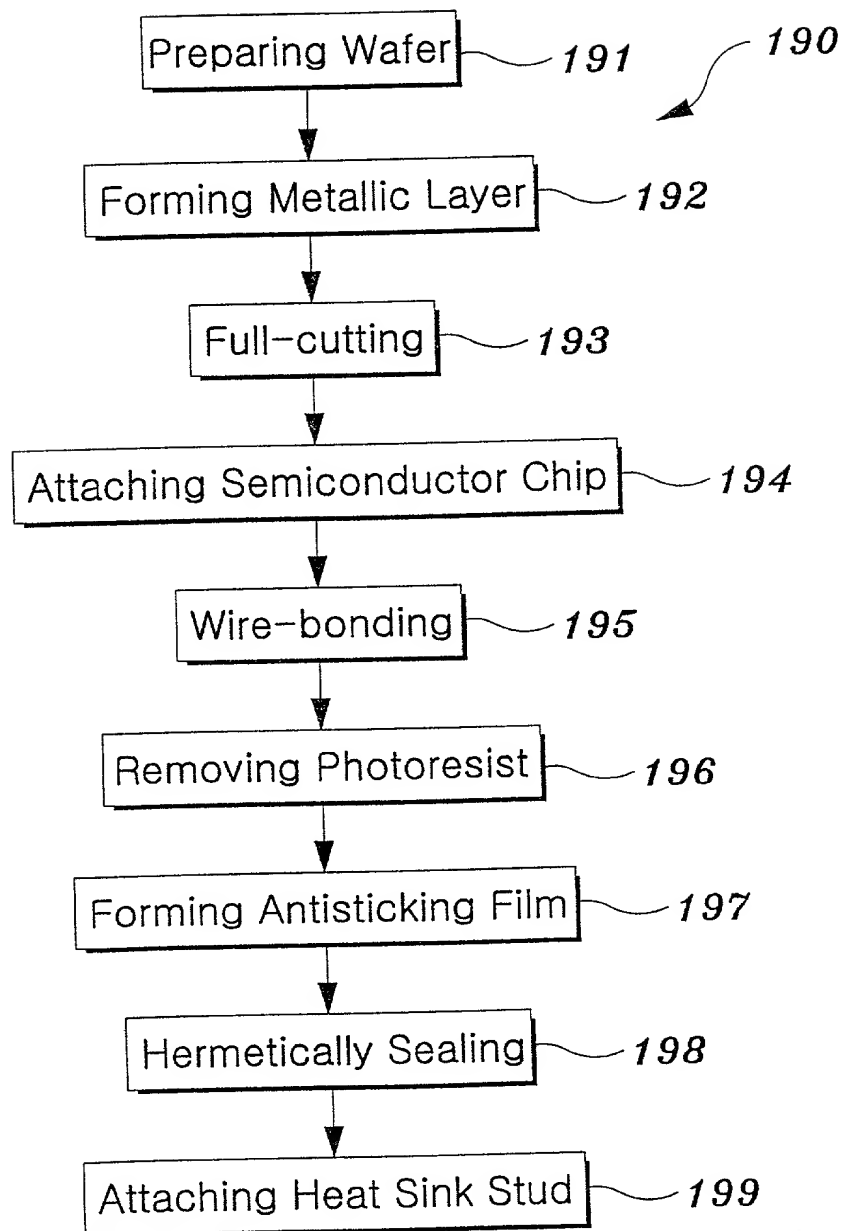 Preparing Wafer 191
190
Forming Metallic Layer 192
Full-cutting 193
Attaching Semiconductor Chip 194
Wire-bonding 195
Removing Photoresist 196
Forming Antisticking Film 197
Hermetically Sealing 198
Attaching Heat Sink Stud 199